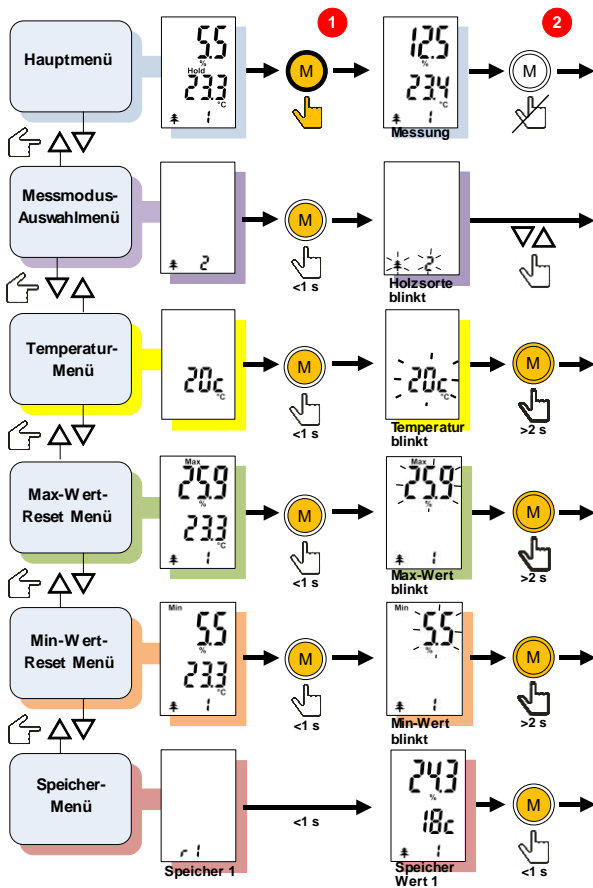 1
2
Hauptmenü
5.5
%
Hold
23.3
°C
1
M
12.5
%
23.4
°C
1
Messung
M
Messmodus-
Auswahlmenü
2
M
<1 s
2
Holzsorte
blinkt
Temperatur-
Menü
20c
°C
M
<1 s
20c
°C
Temperatur
blinkt
M
>2 s
Max-Wert-
Reset Menü
Max
25.9
%
23.3
°C
1
M
<1 s
Max
25.9
%
1
Max-Wert
blinkt
M
>2 s
Min-Wert-
Reset Menü
Min
5.5
%
23.3
°C
1
M
<1 s
Min
5.5
%
1
Min-Wert
blinkt
M
>2 s
Speicher-
Menü
r1
Speicher 1
<1 s
24.3
%
18c
1
Speicher
Wert 1
M
<1 s